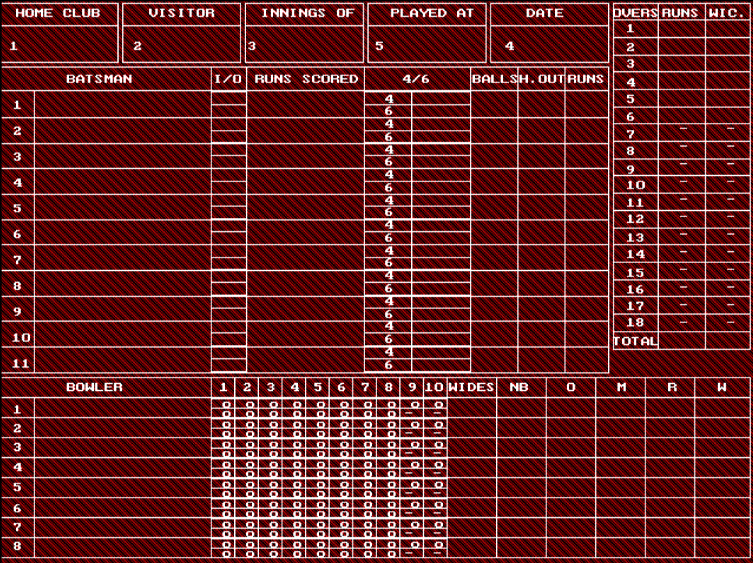 HOME CLUB VISITOR INNINGS OF PLAYED AT DATE
1 2 3 5 4
OVERS RUNS WIC.
1
2
3
4
5
6
7 - -
8 - -
9 - -
10 - -
11 - -
12 - -
13 - -
14 - -
15 - -
16 - -
17 - -
18 - -
TOTAL
BATSMAN I/O RUNS SCORED 4/6 BALLS H.OUT RUNS
1 4
6
2 4
6
3 4
6
4 4
6
5 4
6
6 4
6
7 4
6
8 4
6
9 4
6
10 4
6
11 4
6
BOWLER 1 2 3 4 5 6 7 8 9 10 WIDES NB O M R W
1 0 0 0 0 0 0 0 0 0 0
0 0 0 0 0 0 0 0 - -
2 0 0 0 0 0 0 0 0 0 0
0 0 0 0 0 0 0 0 - -
3 0 0 0 0 0 0 0 0 0 0
0 0 0 0 0 0 0 0 - -
4 0 0 0 0 0 0 0 0 0 0
0 0 0 0 0 0 0 0 - -
5 0 0 0 0 0 0 0 0 0 0
0 0 0 0 0 0 0 0 - -
6 0 0 0 0 0 0 0 0 0 0
0 0 0 0 0 0 0 0 - -
7 0 0 0 0 0 0 0 0 0 0
0 0 0 0 0 0 0 0 - -
8 0 0 0 0 0 0 0 0 0 0
0 0 0 0 0 0 0 0 - -